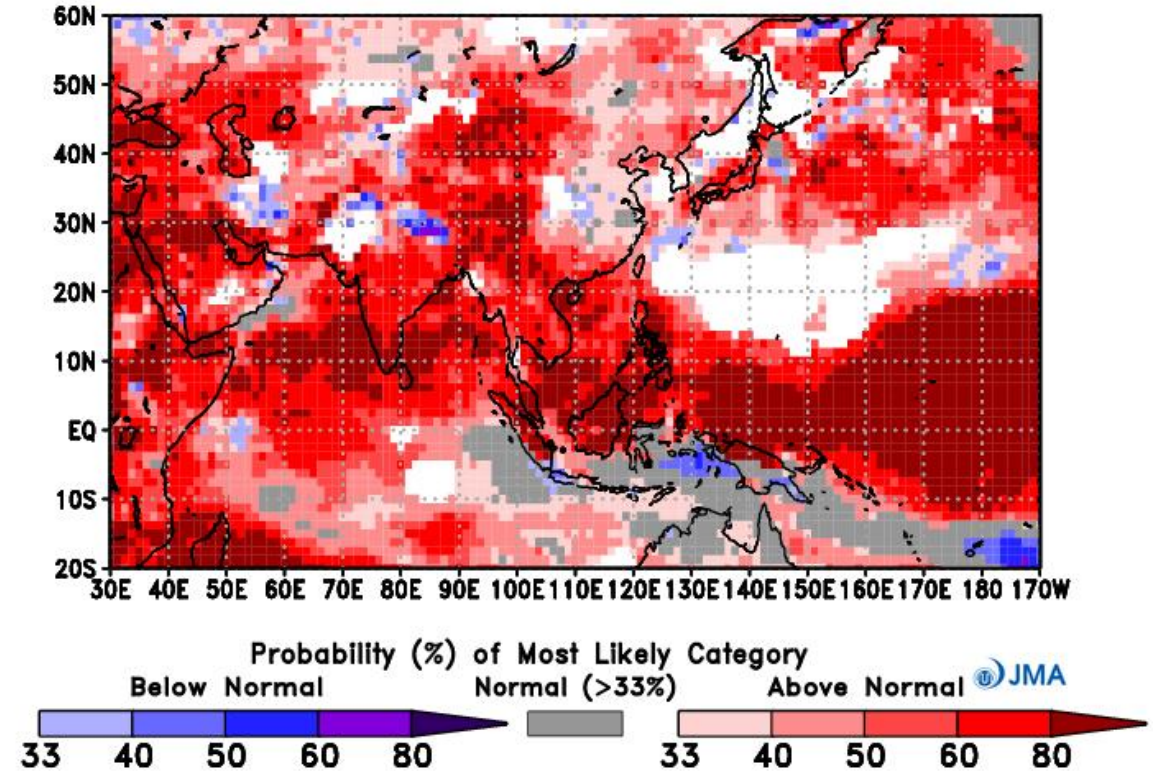 60N
50N
40N
30N
20N
10N
EQ
10S
20S
30E 40E 50E 60E 70E 80E 90E 100E 110E 120E 130E 140E 150E 160E 170E 180 170W
Probability (%) of Most Likely Category
Below Normal Normal (>33%) Above Normal JMA
33 40 50 60 80 33 40 50 60 80